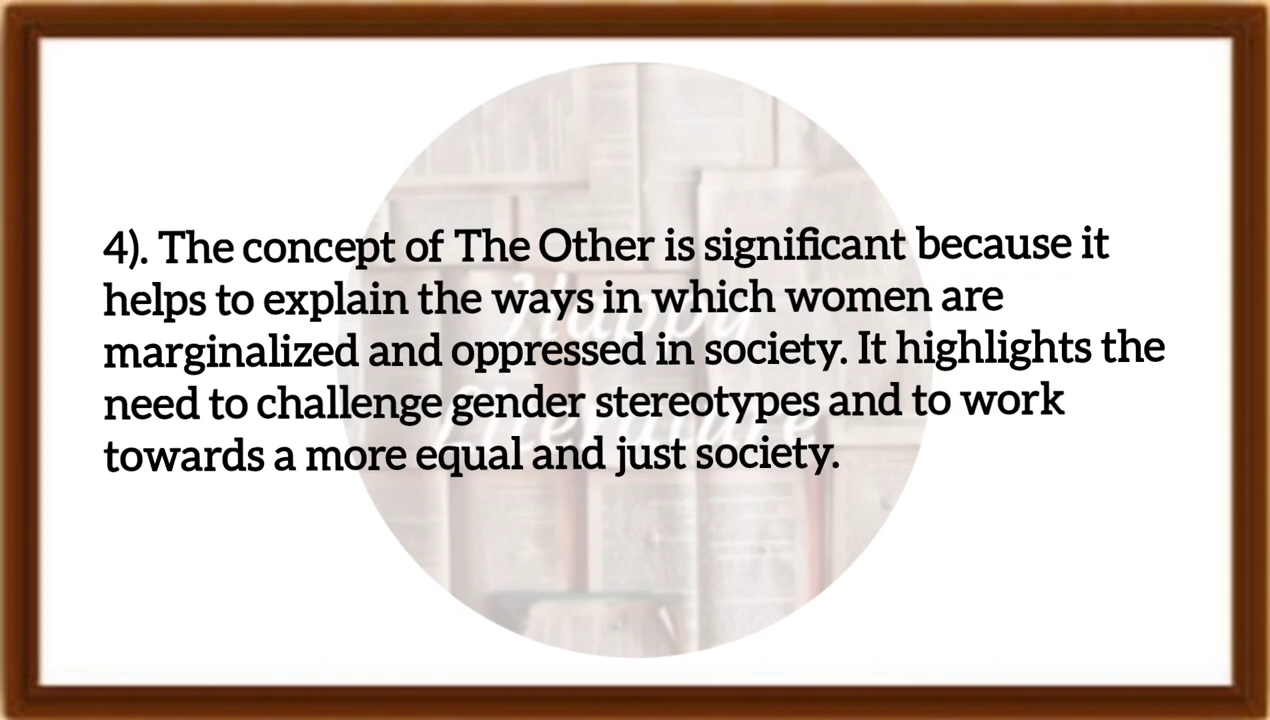 4). The concept of The Other is significant because it
helps to explain the ways in which women are
marginalized and oppressed in society. It highlights the
need to challenge gender stereotypes and to work
towards a more equal and just society.
Happy
Literature